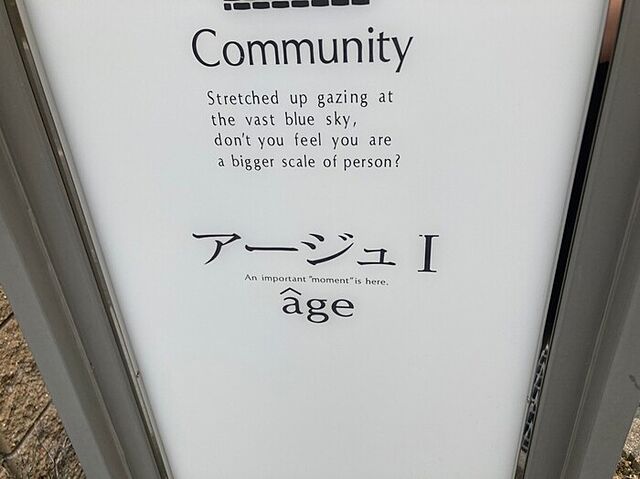 Community
Stretched up gazing at
the vast blue sky,
don't you feel you are
a bigger scale of person?
アージュ I
An important "moment" is here.
âge